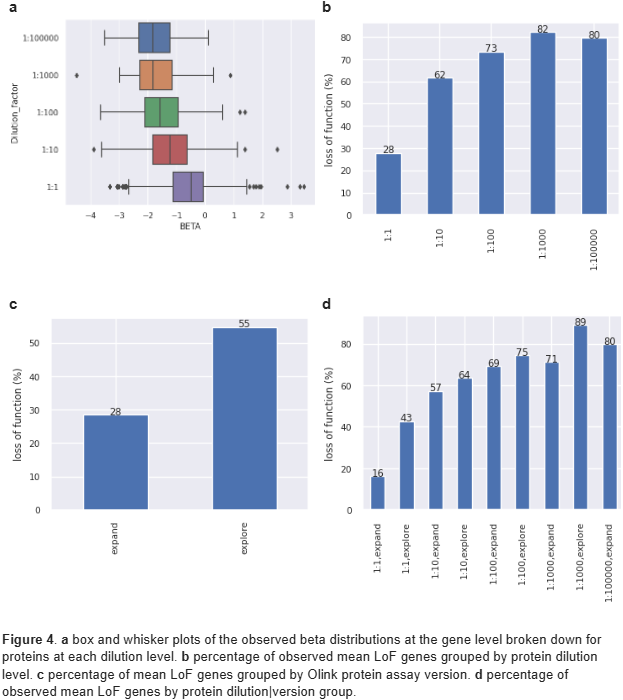 a
Dilution_factor
1:100000
1:1000
1:100
1:10
1:1
−4 −3 −2 −1 0 1 2 3
BETA
b
loss of function (%)
80
70
60
50
40
30
20
10
0
28 62 73 82 80
1:1 1:10 1:100 1:1000 1:100000
c
loss of function (%)
50
40
30
20
10
0
28 55
expand explore
d
loss of function (%)
80
60
40
20
0
16 43 57 64 69 75 71 89 80
1:1,expand 1:1,explore 1:10,expand 1:10,explore 1:100,expand 1:100,explore 1:1000,expand 1:1000,explore 1:100000,expand
Figure 4. a box and whisker plots of the observed beta distributions at the gene level broken down for
proteins at each dilution level. b percentage of observed mean LoF genes grouped by protein dilution
level. c percentage of mean LoF genes grouped by Olink protein assay version. d percentage of
observed mean LoF genes by protein dilution|version group.